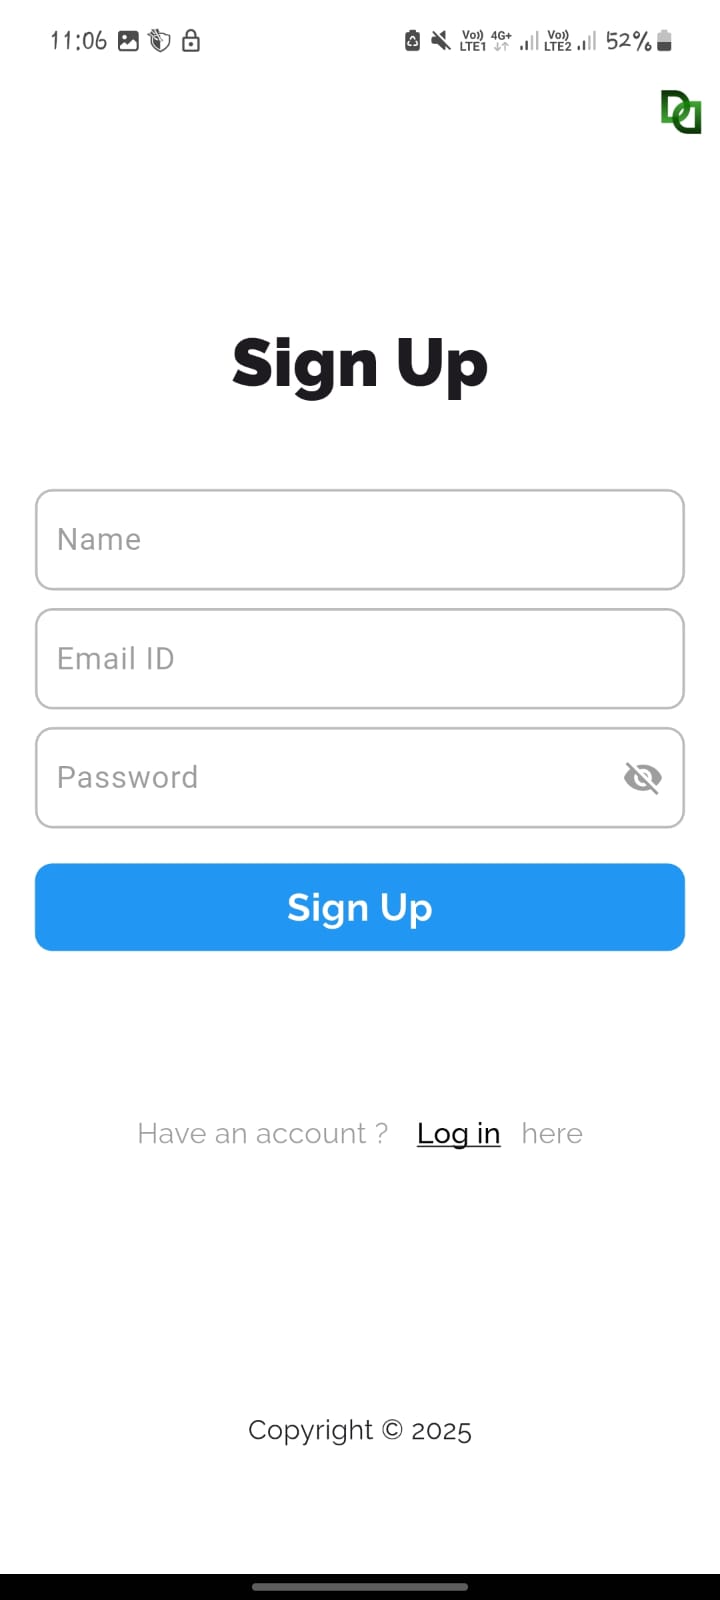 11:06 Vo)) LTE1 4G+ Vo)) LTE2 52%
Sign Up
Name
Email ID
Password
Sign Up
Have an account ? Log in here
Copyright © 2025